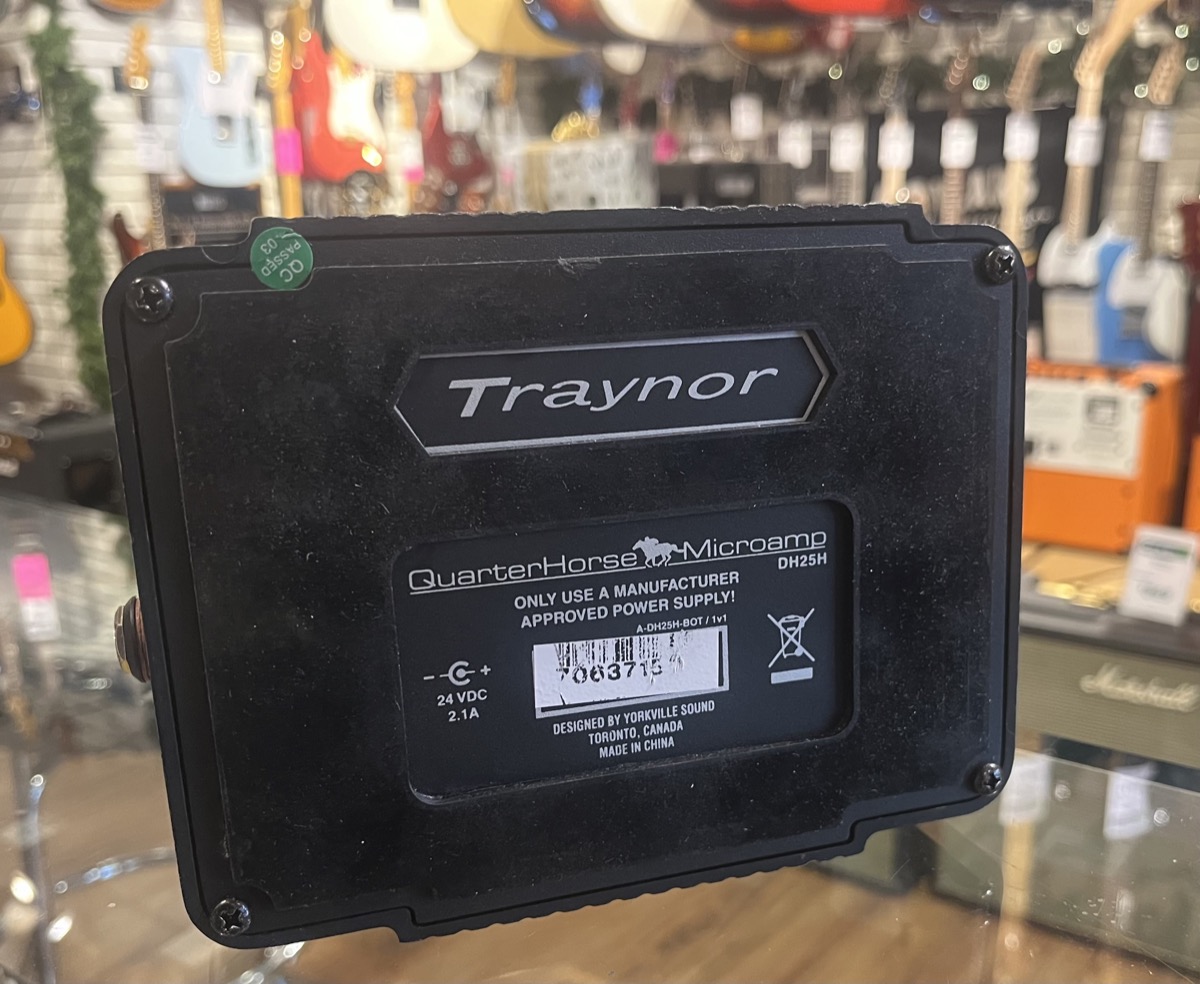 QC
PASSED
03
Traynor
QuarterHorse Microamp
DH25H
ONLY USE A MANUFACTURER
APPROVED POWER SUPPLY!
A-DH25H-BOT / 1v1
- +
24 VDC
2.1A
DESIGNED BY YORKVILLE SOUND
TORONTO, CANADA
MADE IN CHINA
Marshall